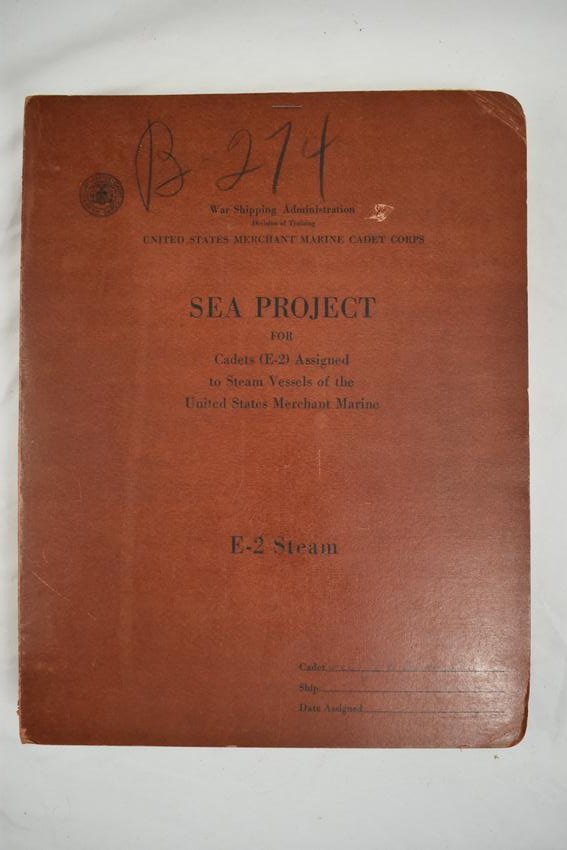 B-274
War Shipping Administration
Division of Training
UNITED STATES MERCHANT MARINE CADET CORPS
SEA PROJECT
FOR
Cadets (E-2) Assigned
to Steam Vessels of the
United States Merchant Marine
E-2 Steam
Cadet
Ship
Date Assigned